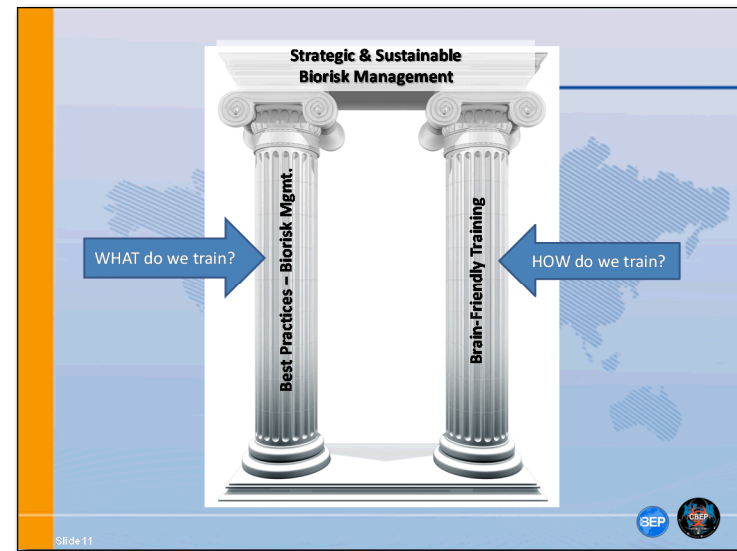 Strategic & Sustainable
Biorisk Management
WHAT do we train?
Best Practices – Biorisk Mgmt.
Brain-Friendly Training
HOW do we train?
BEP
CBEP
Slide 11